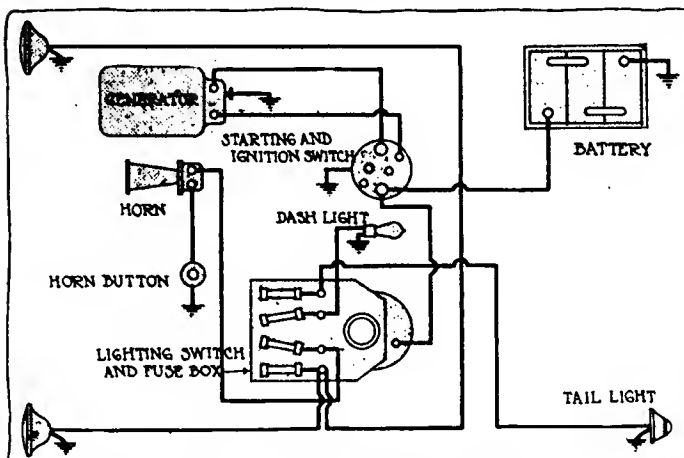 GENERATOR
STARTING AND
IGNITION SWITCH
BATTERY
HORN
DASH LIGHT
HORN BUTTON
LIGHTING SWITCH
AND FUSE BOX
TAIL LIGHT